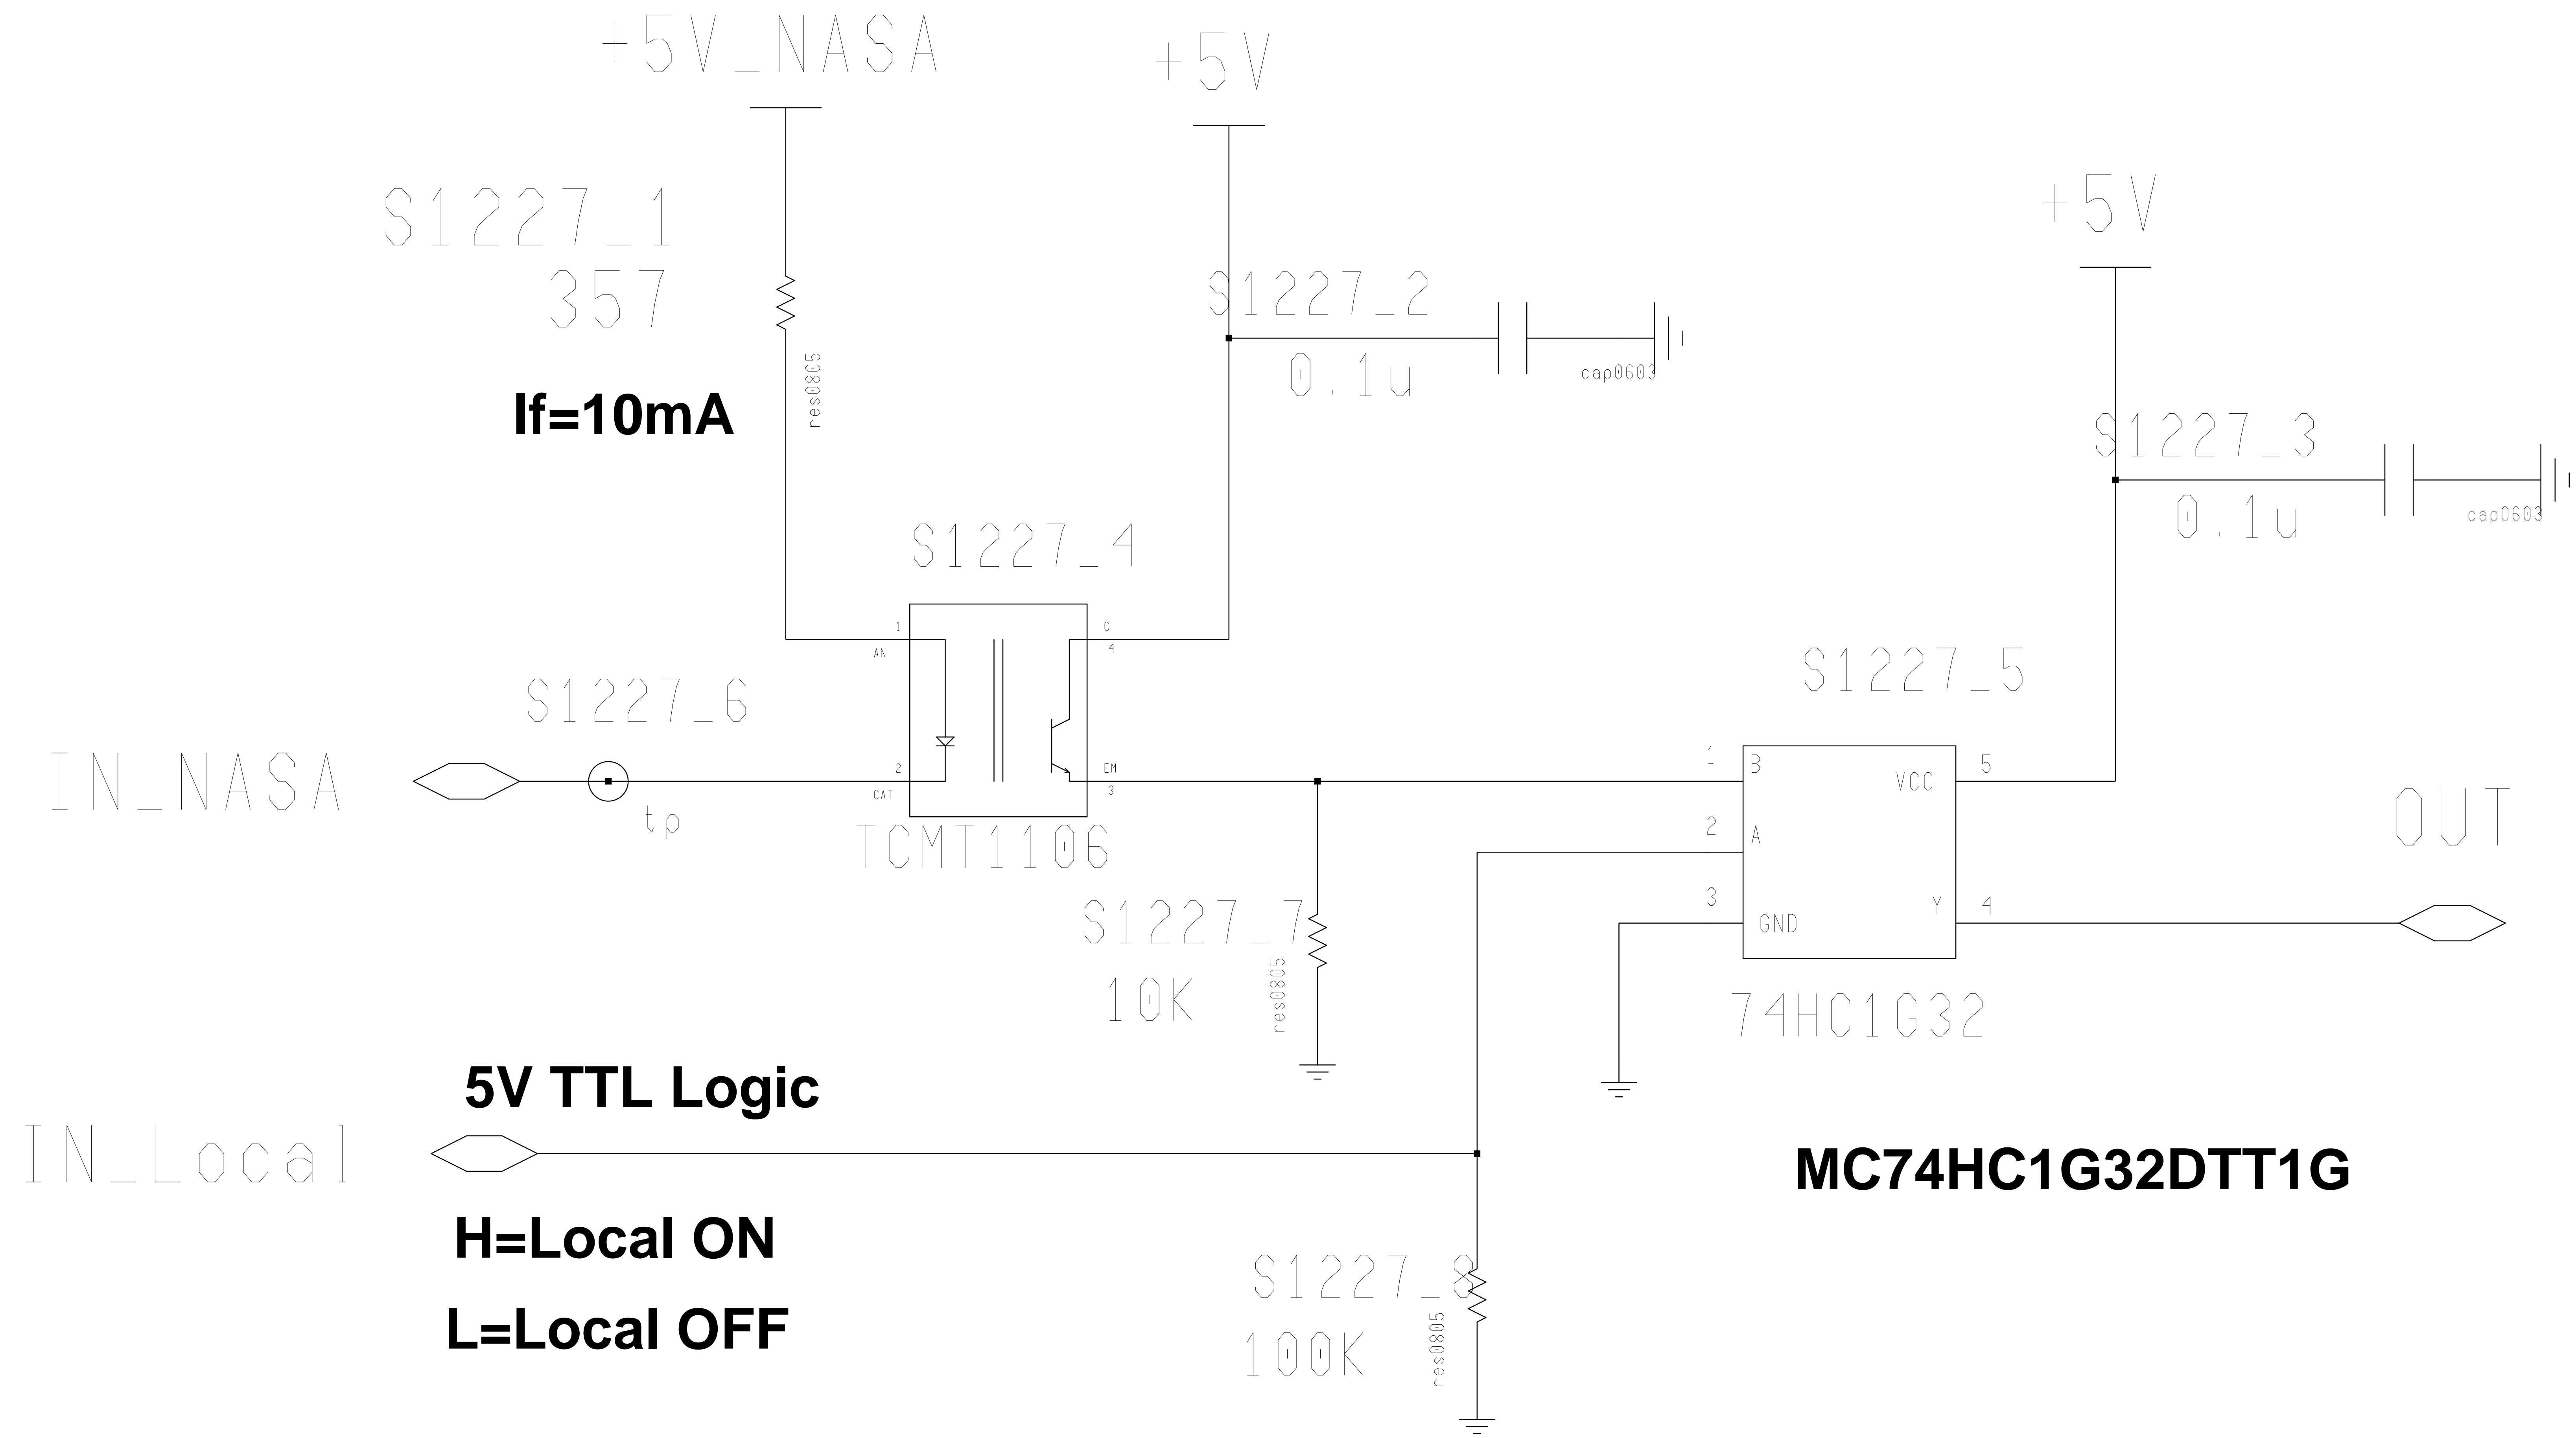 +5V_NASA
+5V
+5V
S1227_1
357
res0805
If=10mA
S1227_2
0.1u
cap0603
S1227_3
0.1u
cap0603
S1227_4
1
AN
C
4
2
CAT
EM
3
TCMT1106
S1227_6
IN_NASA
tp
S1227_5
1
B
VCC
5
2
A
3
GND
Y
4
OUT
74HC1G32
S1227_7
10K
res0805
5V TTL Logic
IN_Local
H=Local ON
L=Local OFF
MC74HC1G32DTT1G
S1227_8
100K
res0805